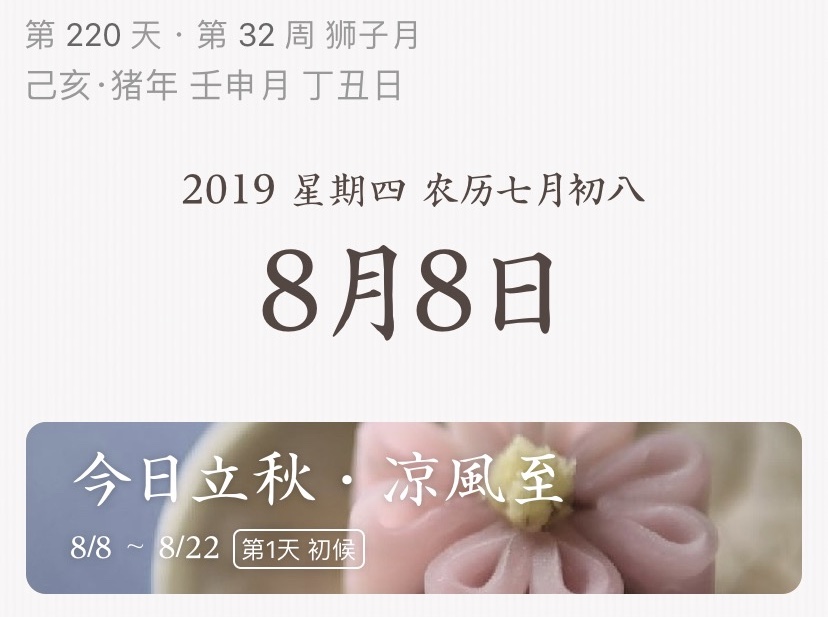 第 220 天 · 第 32 周 狮子月
己亥·猪年 壬申月 丁丑日
2019 星期四 农历七月初八
8月8日
今日立秋 · 凉風至
8/8 ~ 8/22 第1天 初候